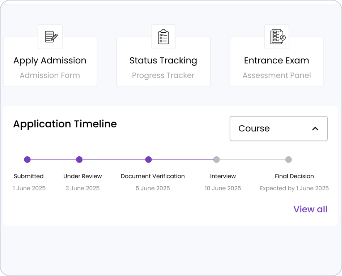 Apply Admission
Admission Form
Status Tracking
Progress Tracker
Entrance Exam
Assessment Panel
Application Timeline
Course
Submitted
1 June 2025
Under Review
3 June 2025
Document Verification
5 June 2025
Interview
10 June 2025
Final Decision
Expected by 1 June 2025
View all